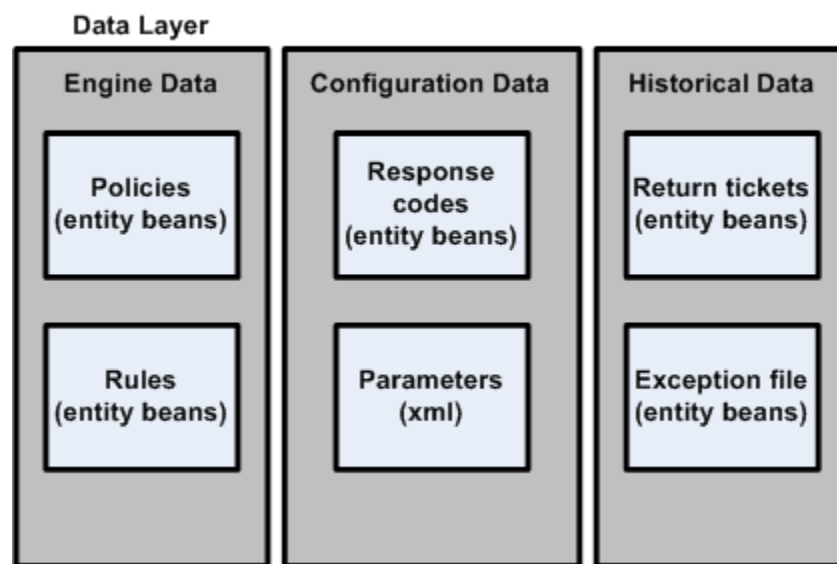 Data Layer
Engine Data
Policies
(entity beans)
Rules
(entity beans)
Configuration Data
Response
codes
(entity beans)
Parameters
(xml)
Historical Data
Return tickets
(entity beans)
Exception file
(entity beans)